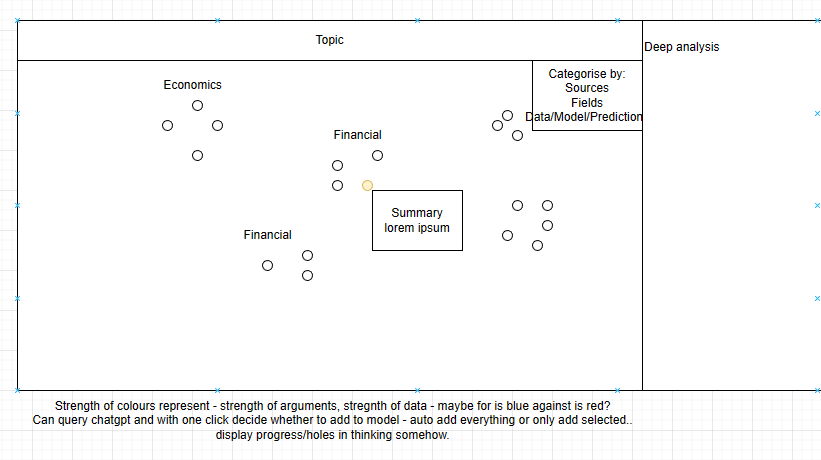 Topic
Deep analysis
Economics
Categorise by:
Sources
Fields
Data/Model/Prediction
Financial
Summary
lorem ipsum
Financial
Strength of colours represent - strength of arguments, stregnth of data - maybe for is blue against is red?
Can query chatgpt and with one click decide whether to add to model - auto add everything or only add selected..
display progress/holes in thinking somehow.